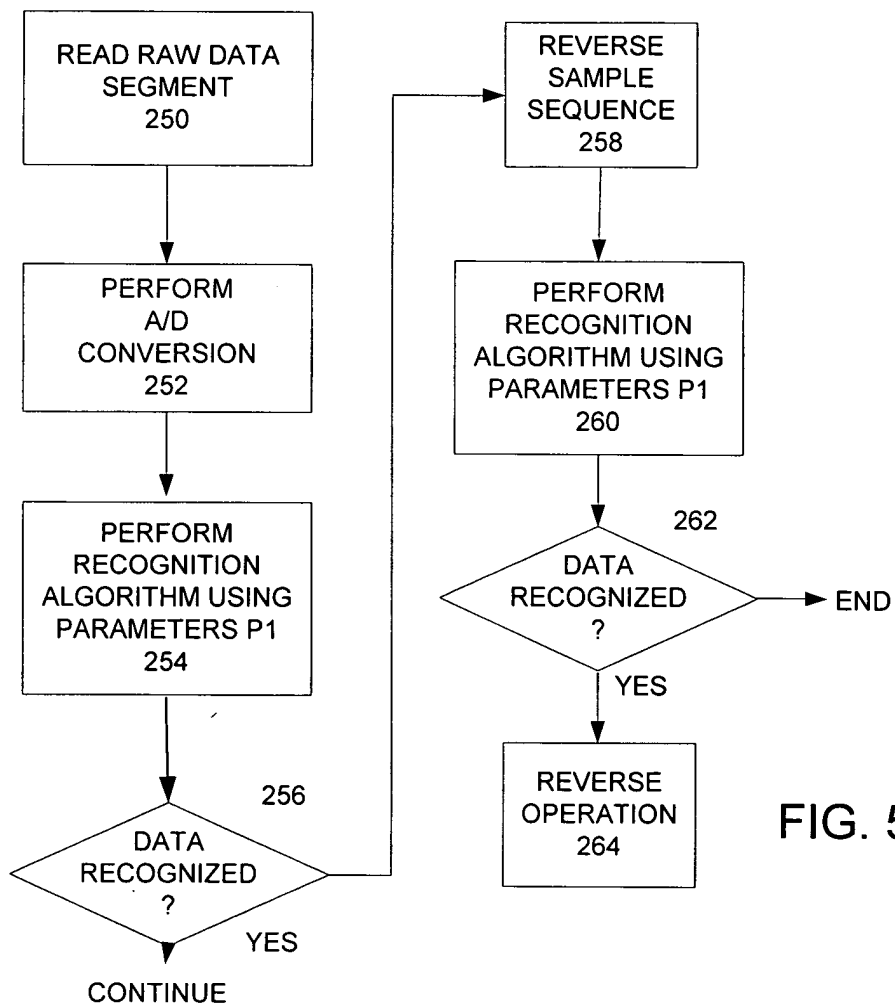 READ RAW DATA
SEGMENT
250
PERFORM
A/D
CONVERSION
252
PERFORM
RECOGNITION
ALGORITHM USING
PARAMETERS P1
254
256
DATA
RECOGNIZED
?
YES
CONTINUE
REVERSE
SAMPLE
SEQUENCE
258
PERFORM
RECOGNITION
ALGORITHM USING
PARAMETERS P1
260
262
DATA
RECOGNIZED
?
END
YES
REVERSE
OPERATION
264
FIG. 5